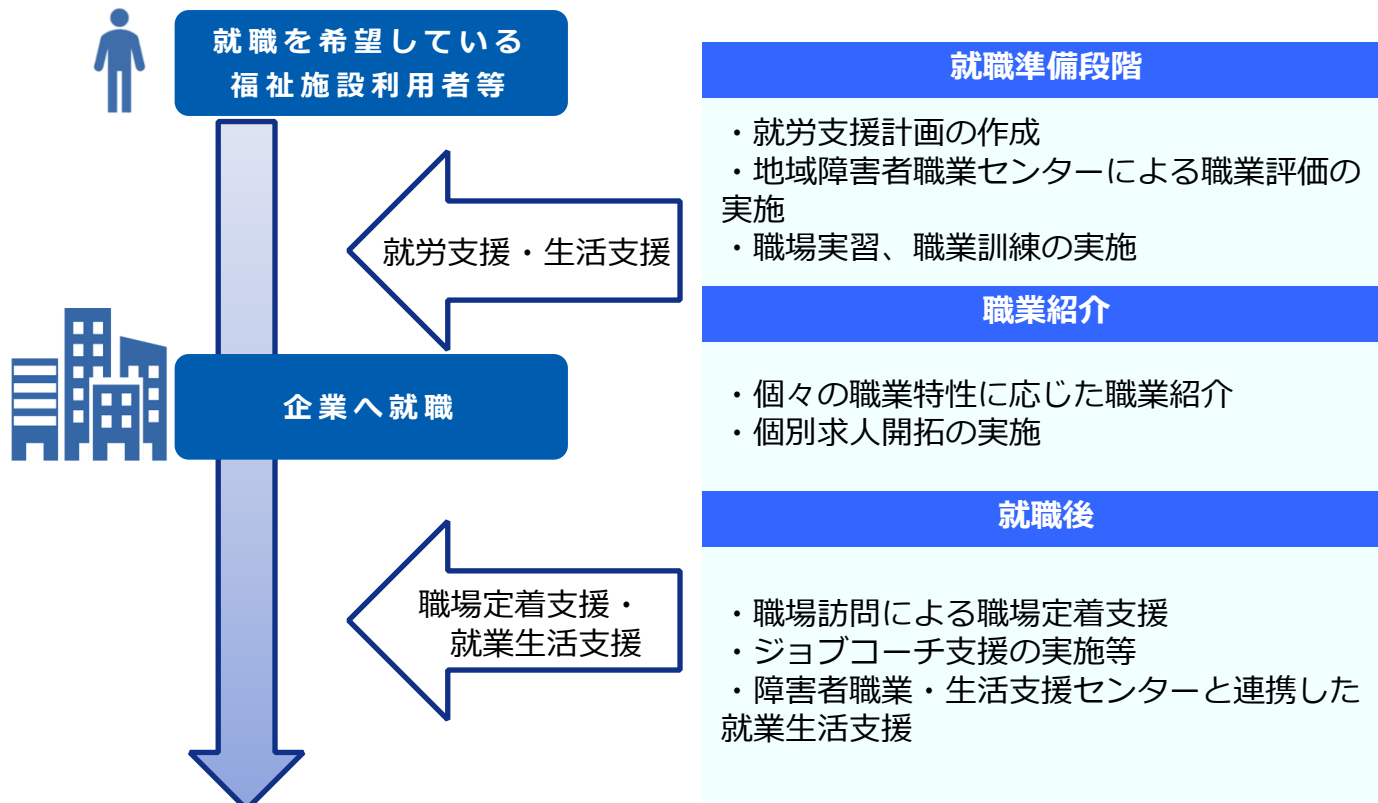 就職を希望している
福祉施設利用者等
就労支援・生活支援
企業へ就職
職場定着支援・
就業生活支援
就職準備段階
・就労支援計画の作成
・地域障害者職業センターによる職業評価の
実施
・職場実習、職業訓練の実施
職業紹介
・個々の職業特性に応じた職業紹介
・個別求人開拓の実施
就職後
・職場訪問による職場定着支援
・ジョブコーチ支援の実施等
・障害者職業・生活支援センターと連携した
就業生活支援